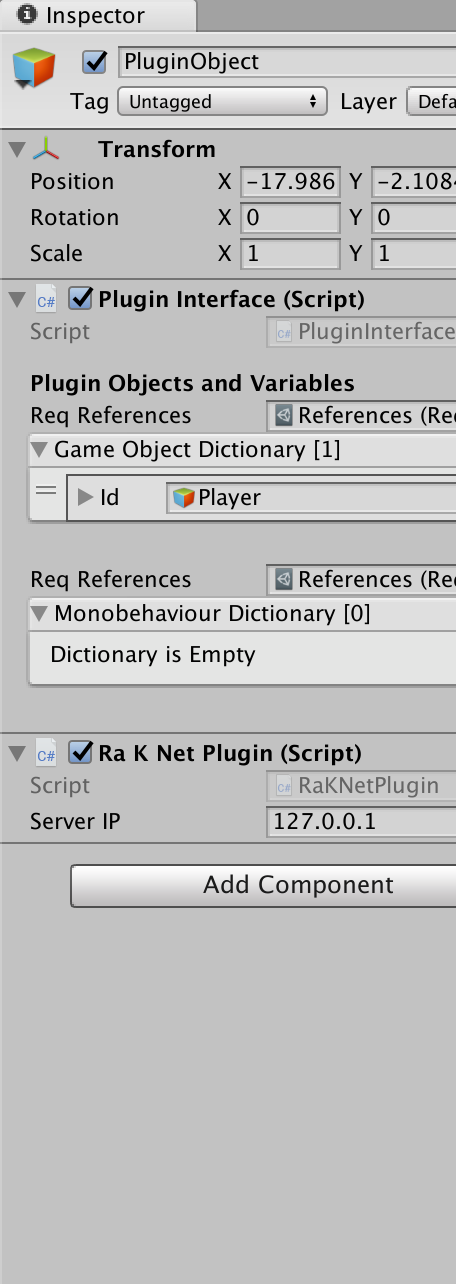 Inspector
PluginObject
Tag Untagged Layer Defa
Transform
Position X -17.986 Y -2.1084
Rotation X 0 Y 0
Scale X 1 Y 1
C# Plugin Interface (Script)
Script C# PluginInterface
Plugin Objects and Variables
Req References References (Req
Game Object Dictionary [1]
Id Player
Req References References (Req
Monobehaviour Dictionary [0]
Dictionary is Empty
C# Ra K Net Plugin (Script)
Script C# RaKNetPlugin
Server IP 127.0.0.1
Add Component